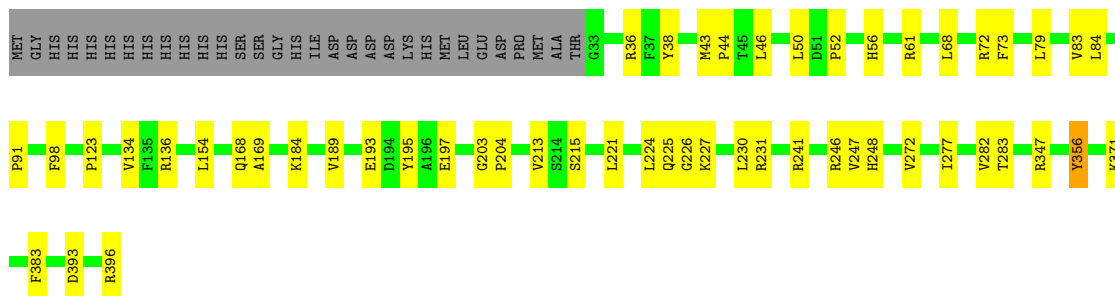 MET GLY HIS HIS HIS HIS HIS HIS HIS HIS HIS HIS SER SER GLY HIS ILE ASP ASP ASP ASP LYS HIS MET LEU GLU ASP PRO MET ALA THR G33 R36 F37 Y38 M43 P44 T45 L46 L50 D51 P52 H56 R61 L68 R72 F73 L79 V83 L84
P91 F98 P123 V134 F135 R136 L154 Q168 A169 K184 V189 E193 D194 Y195 A196 E197 G203 P204 V213 S214 S215 L221 L224 Q225 G226 K227 L230 R231 R241 R246 V247 H248 V272 I277 V282 T283 R347 Y356 K371
F383 D393 R396